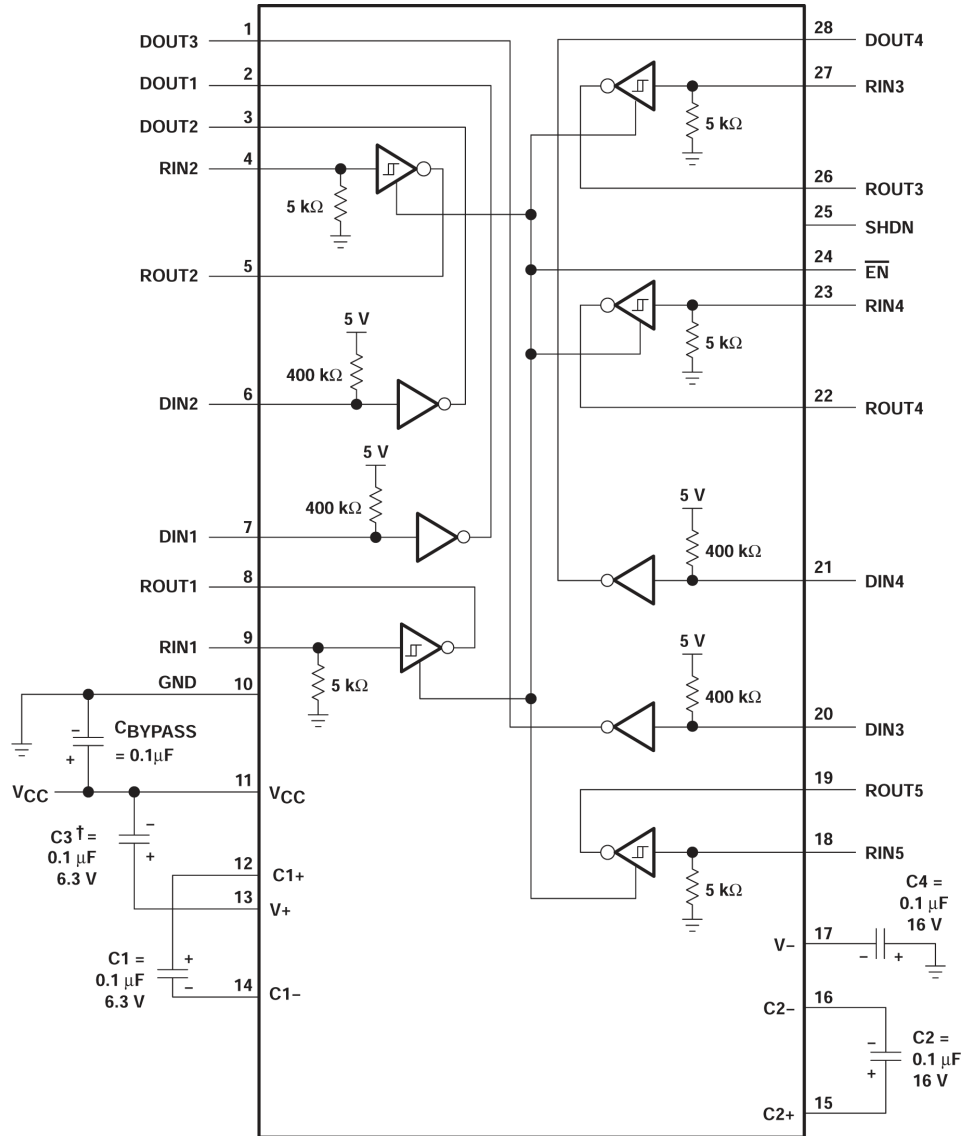 DOUT3 1
DOUT1 2
DOUT2 3
RIN2 4
5 kΩ
ROUT2 5
5 V
400 kΩ
DIN2 6
5 V
400 kΩ
DIN1 7
ROUT1 8
RIN1 9
5 kΩ
GND 10
CBYPASS
= 0.1μF
–
+
VCC 11 VCC
C3† =
0.1 μF
6.3 V
–
+
12 C1+
13 V+
C1 =
0.1 μF
6.3 V
+
–
14 C1–
28 DOUT4
27 RIN3
5 kΩ
26 ROUT3
25 SHDN
24 E̅N̅
23 RIN4
5 kΩ
22 ROUT4
5 V
400 kΩ
21 DIN4
5 V
400 kΩ
20 DIN3
19 ROUT5
18 RIN5
5 kΩ
C4 =
0.1 μF
16 V
V– 17
– +
C2– 16
–
+
C2 =
0.1 μF
16 V
C2+ 15